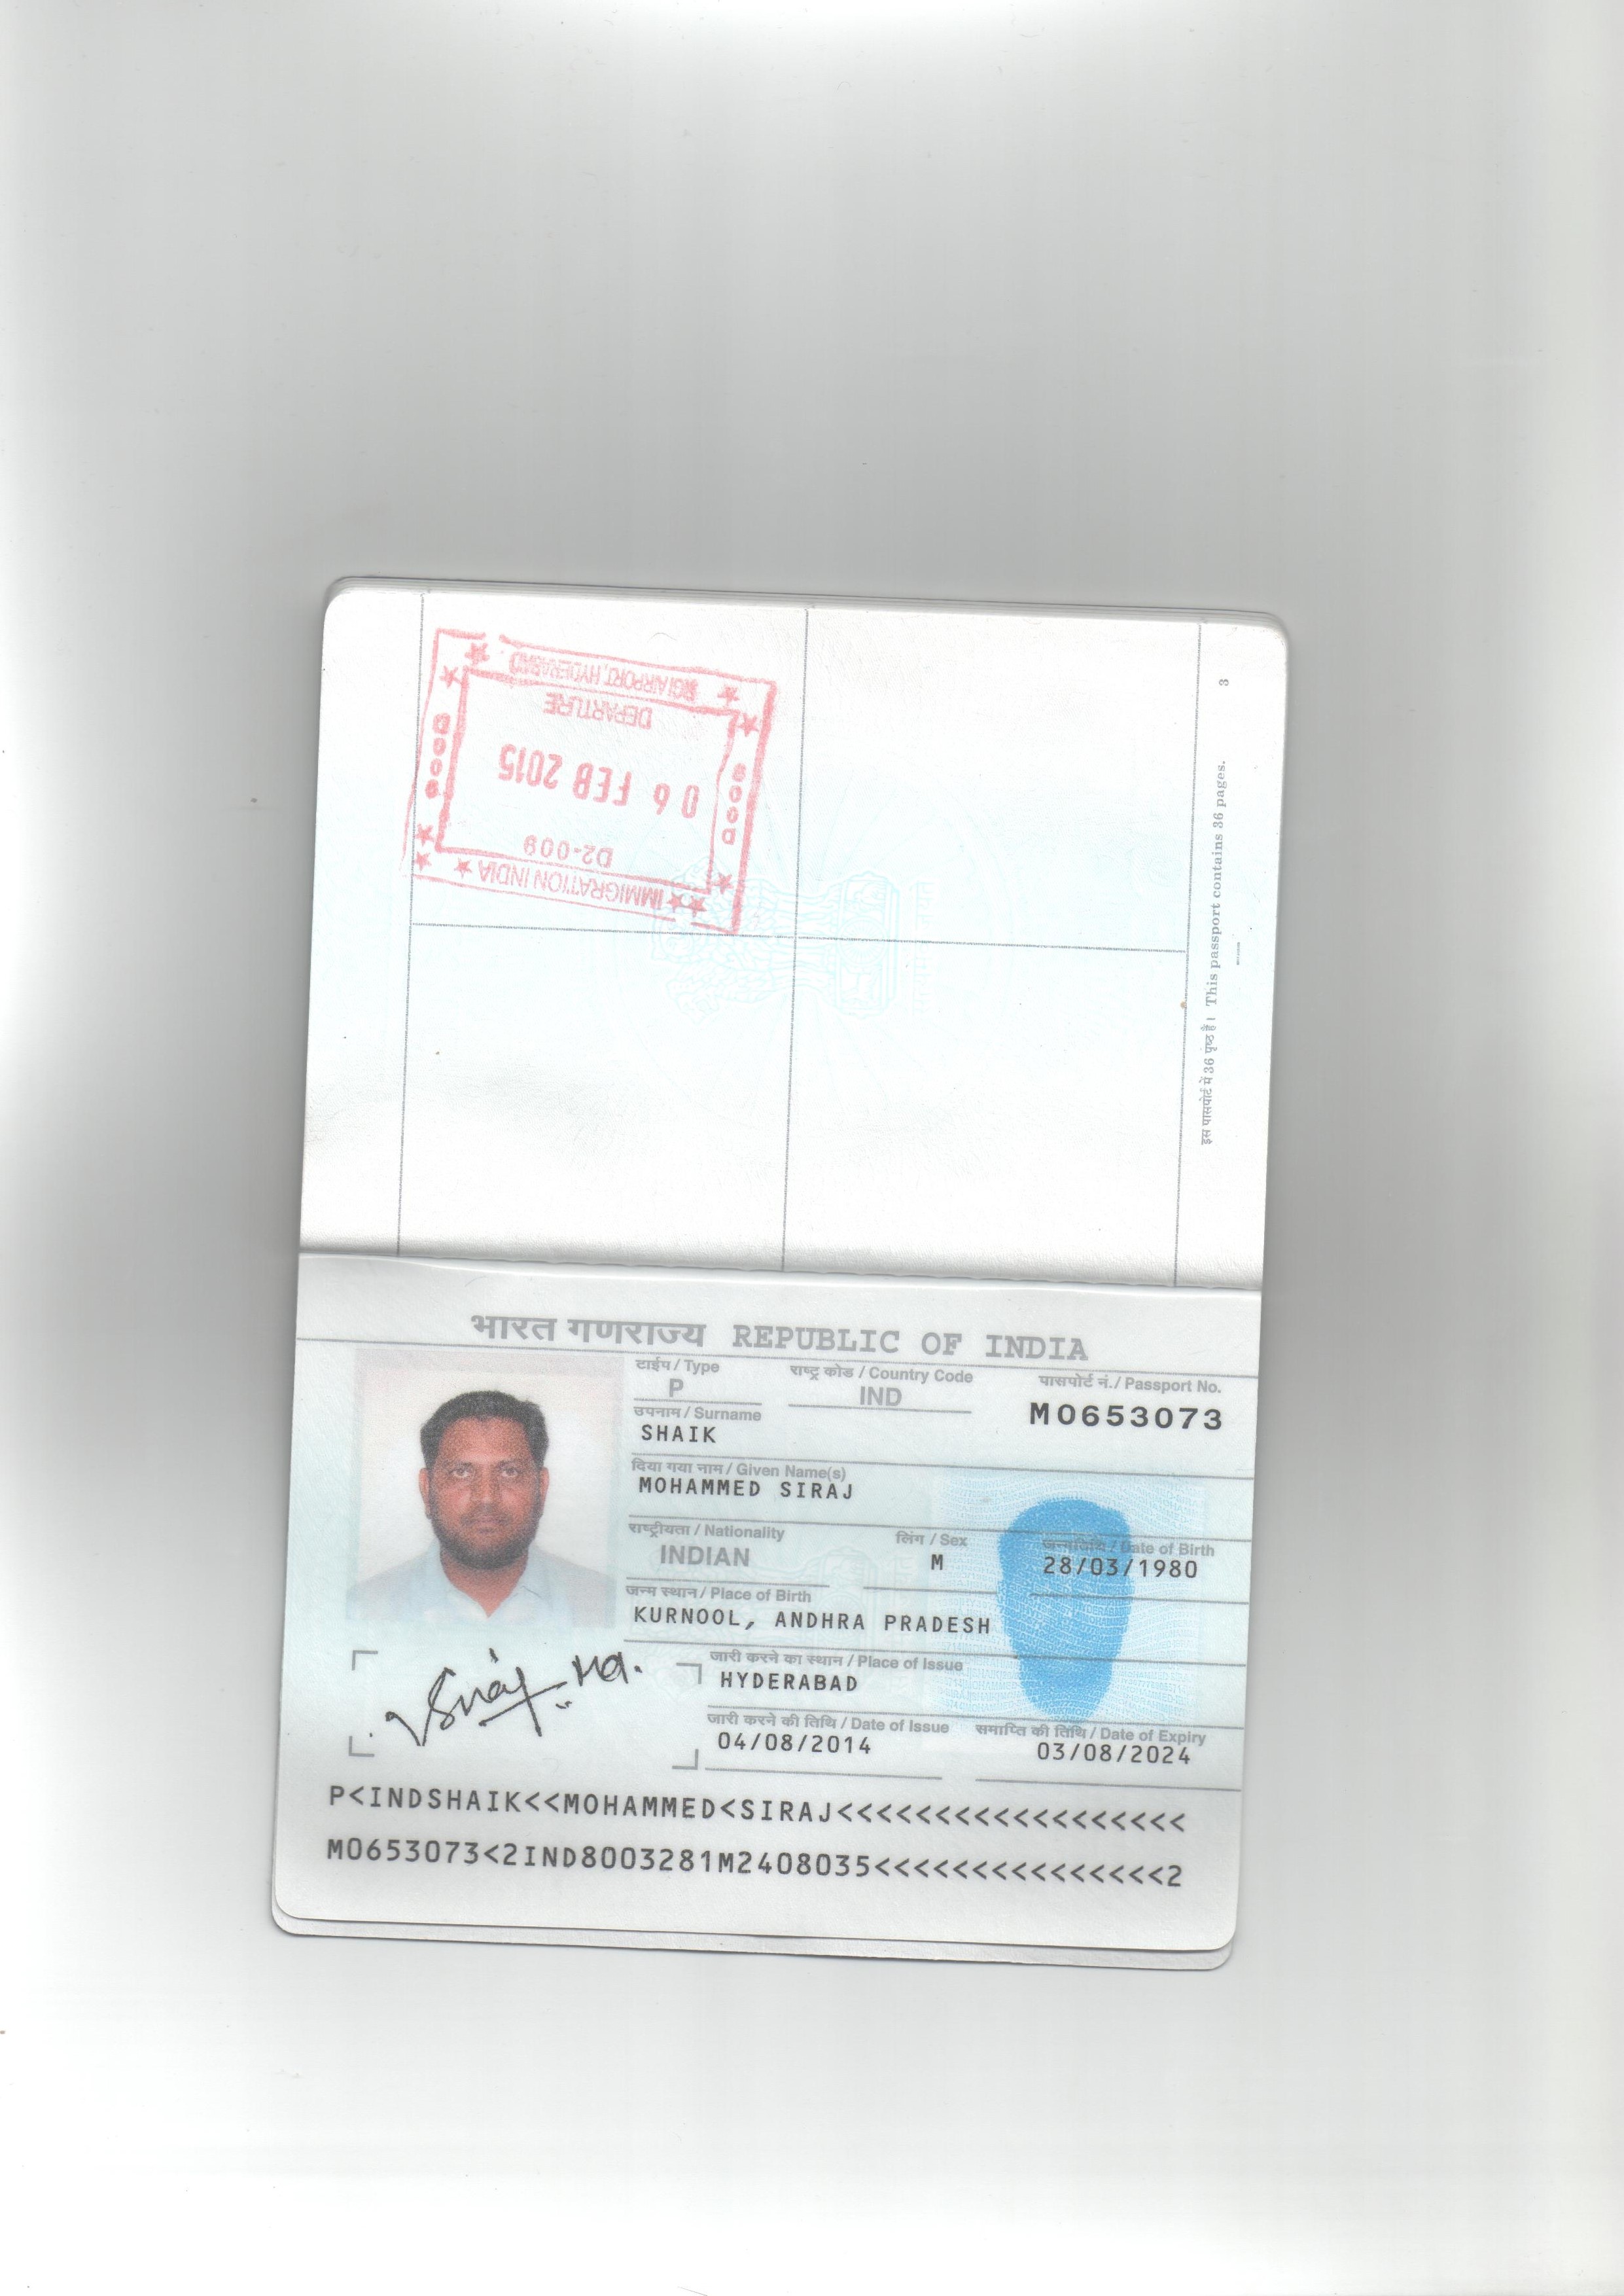 RGI AIRPORT, HYDERABAD
DEPARTURE
06 FEB 2015
D2-009
IMMIGRATION INDIA
3
इस पासपोर्ट में 36 पृष्ठ हैं। This passport contains 36 pages.
भारत गणराज्य REPUBLIC OF INDIA
टाईप / Type
राष्ट्र कोड / Country Code
पासपोर्ट नं. / Passport No.
P
IND
M0653073
उपनाम / Surname
SHAIK
दिया गया नाम / Given Name(s)
MOHAMMED SIRAJ
राष्ट्रीयता / Nationality
लिंग / Sex
जन्मतिथि / Date of Birth
INDIAN
M
28/03/1980
जन्म स्थान / Place of Birth
KURNOOL, ANDHRA PRADESH
जारी करने का स्थान / Place of Issue
HYDERABAD
जारी करने की तिथि / Date of Issue
समाप्ति की तिथि / Date of Expiry
04/08/2014
03/08/2024
Siraj. Md.
P<INDSHAIK<<MOHAMMED<SIRAJ<<<<<<<<<<<<<<<<<<
M0653073<2IND8003281M2408035<<<<<<<<<<<<<<<2